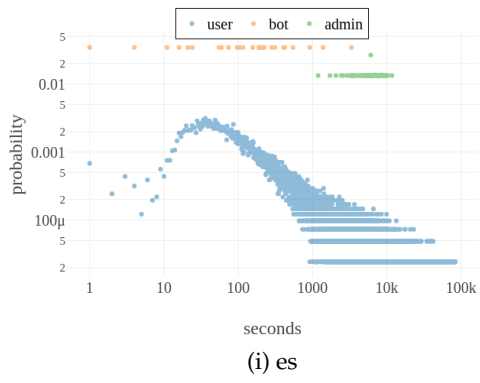 user bot admin
5
2
0.01
5
2
0.001
5
2
100μ
5
2
probability
1 10 100 1000 10k 100k
seconds
(i) es